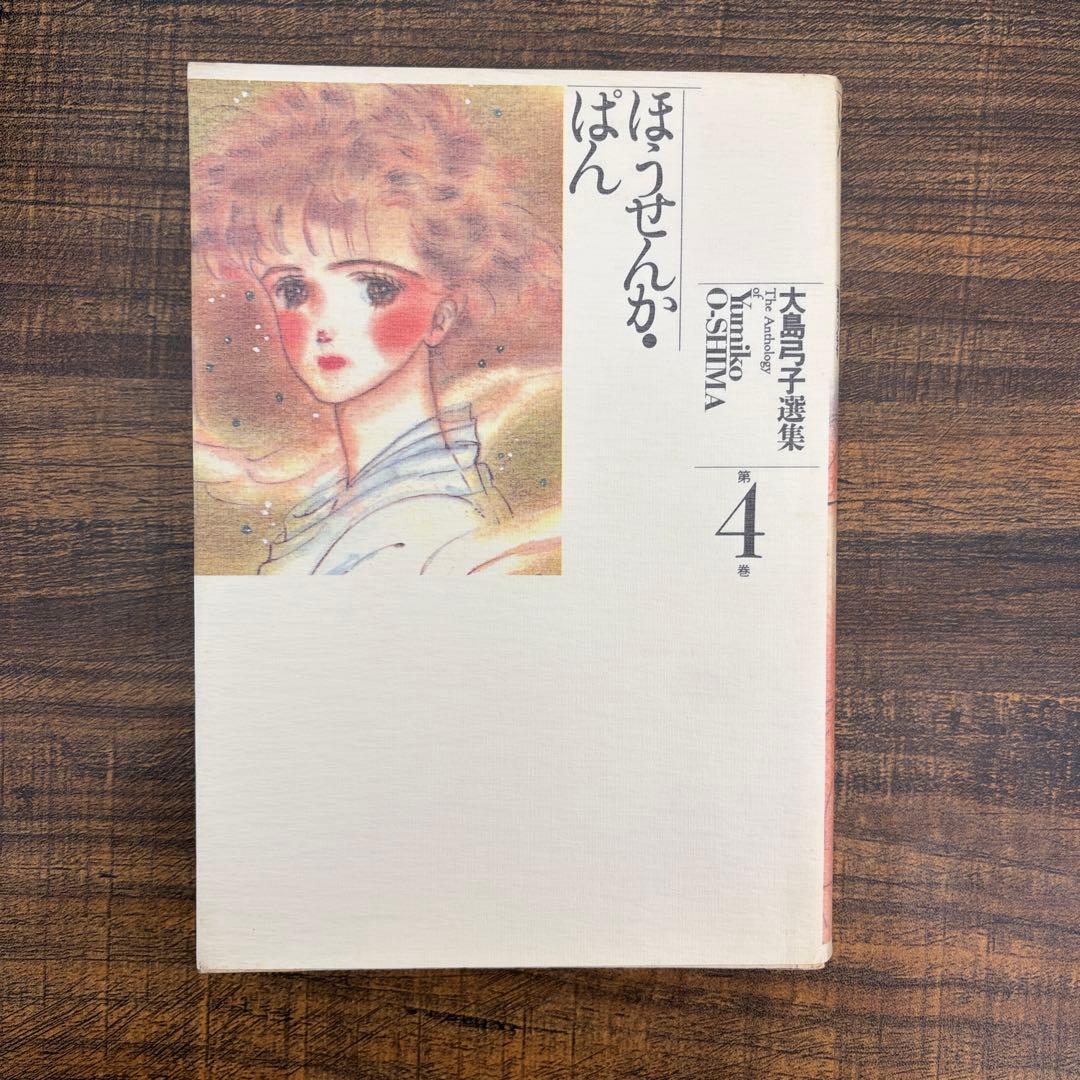 ほうせんか・
ぱん
大島弓子選集
The Anthology
of
Yumiko
O-SHIMA
第
4
巻